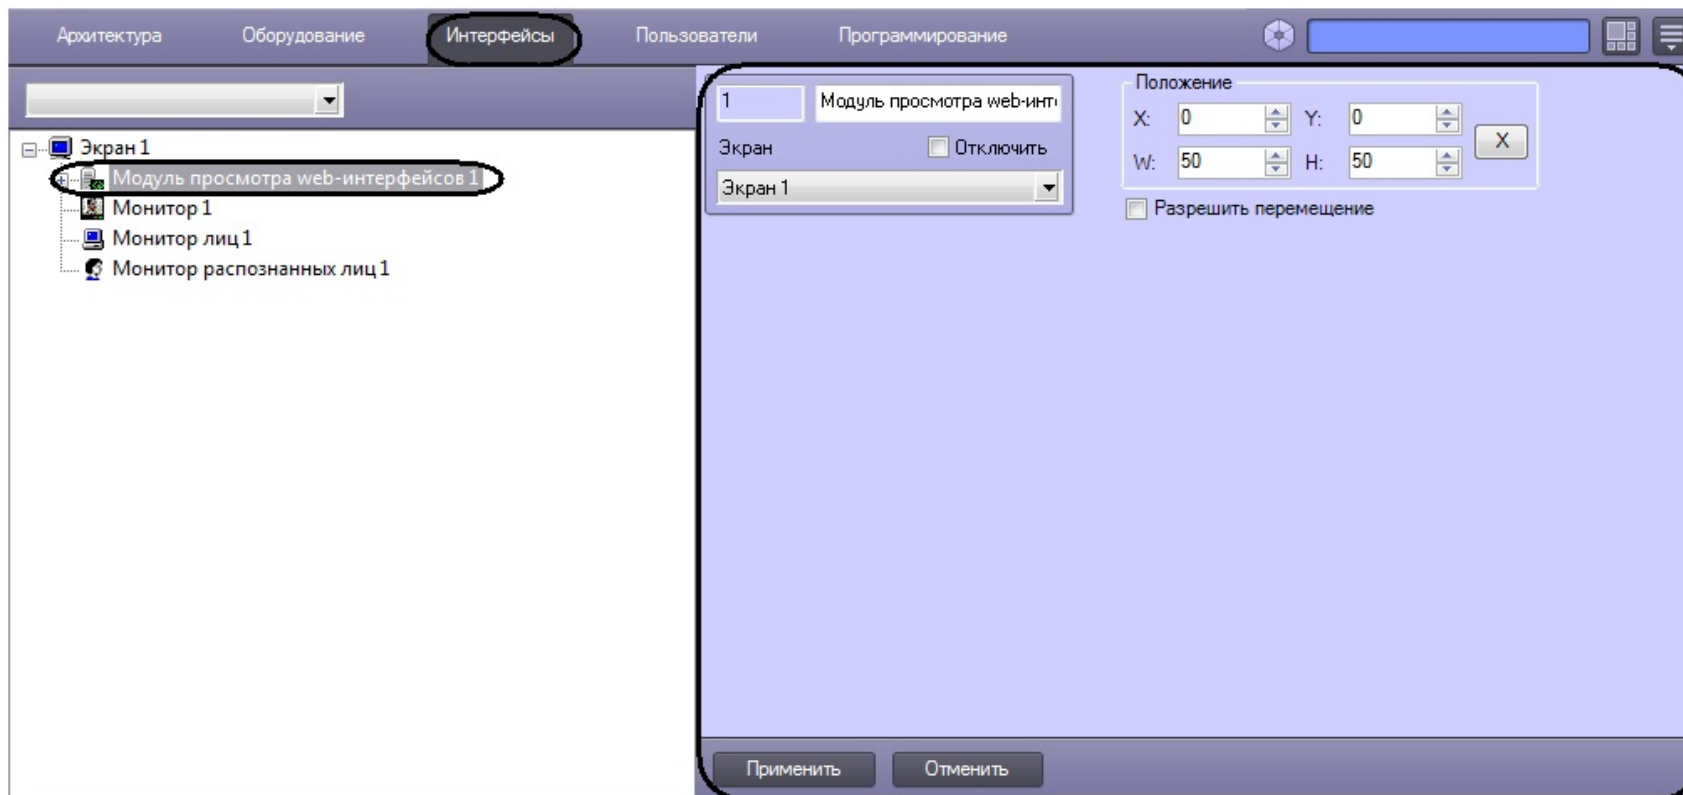 Архитектура Оборудование Интерфейсы Пользователи Программирование
Экран 1
Модуль просмотра web-интерфейсов 1
Монитор 1
Монитор лиц 1
Монитор распознанных лиц 1
1 Модуль просмотра web-инт
Экран Отключить
Экран 1
Положение
X: 0 Y: 0
W: 50 H: 50
X
Разрешить перемещение
Применить Отменить